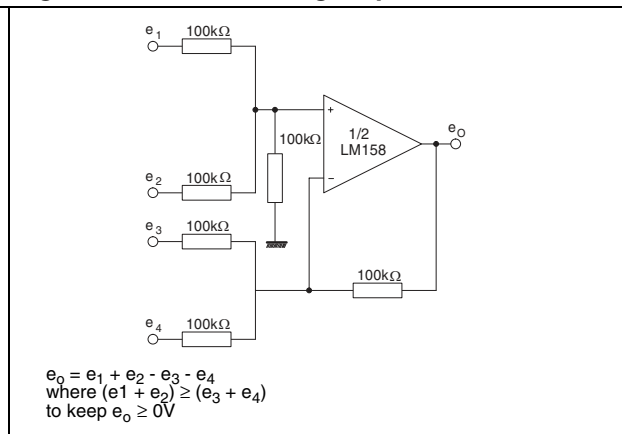 e1 100kΩ
+
100kΩ
1/2
LM158
eO
e2 100kΩ
−
e3 100kΩ
100kΩ
e4 100kΩ
eo = e1 + e2 - e3 - e4
where (e1 + e2) ≥ (e3 + e4)
to keep eo ≥ 0V